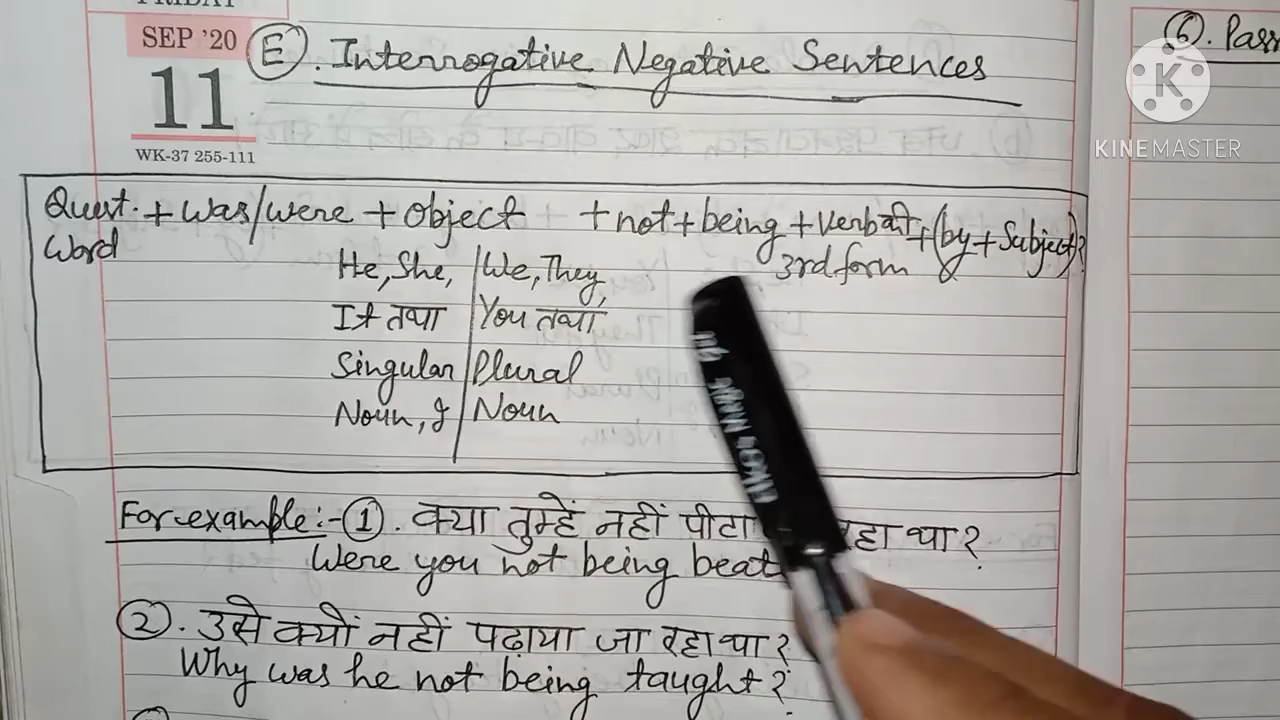 FRIDAY
SEP '20
11
WK-37 255-111
(E). Interrogative Negative Sentences
(6). Pass
KINEMASTER
Quest. + was/were + object + not + being + verb की + (by + Subject)?
Word 3rd form
He, She, We, They,
It तथा You तथा
Singular Plural
Noun, I Noun
For-example:- (1). क्या तुम्हें नहीं पीटा रहा था?
Were you not being beat
(2). उसे क्यों नहीं पढ़ाया जा रहा था?
Why was he not being taught?